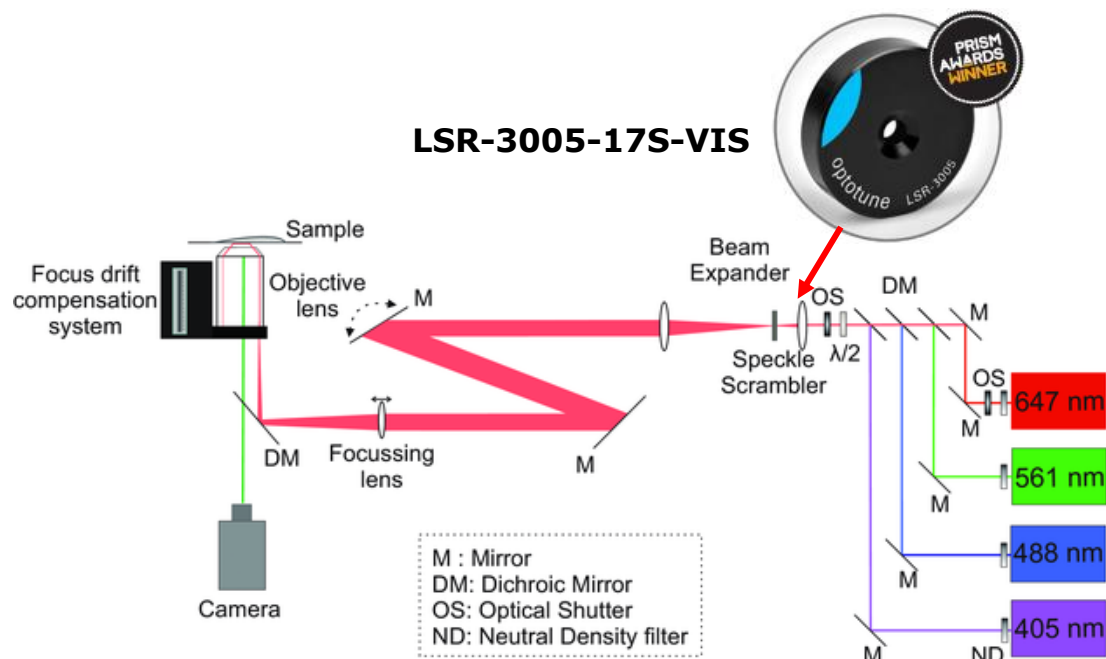 PRISM
AWARDS
WINNER
LSR-3005-17S-VIS
optotune LSR-3005
Sample
Focus drift
compensation
system
Objective
lens
M
Beam
Expander
OS
DM
M
λ/2
Speckle
Scrambler
OS
647 nm
M
561 nm
M
488 nm
M
405 nm
M
ND
DM
Focussing
lens
M
Camera
M : Mirror
DM: Dichroic Mirror
OS: Optical Shutter
ND: Neutral Density filter